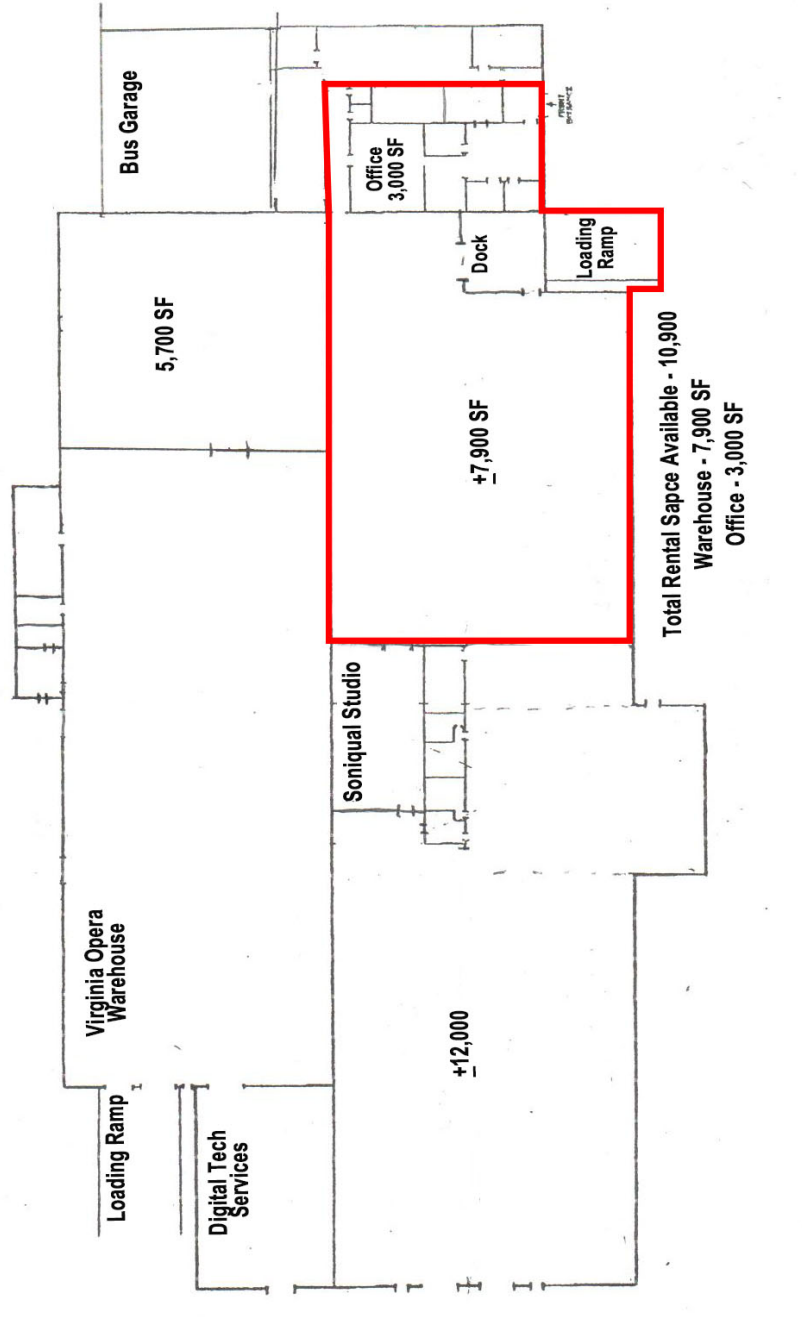 Loading Ramp
Virginia Opera
Warehouse
Bus Garage
5,700 SF
Digital Tech
Services
Soniqual Studio
Office
3,000 SF
±12,000
±7,900 SF
Dock
FRONT
ENTRANCE
Loading
Ramp
Total Rental Sapce Available - 10,900
Warehouse - 7,900 SF
Office - 3,000 SF